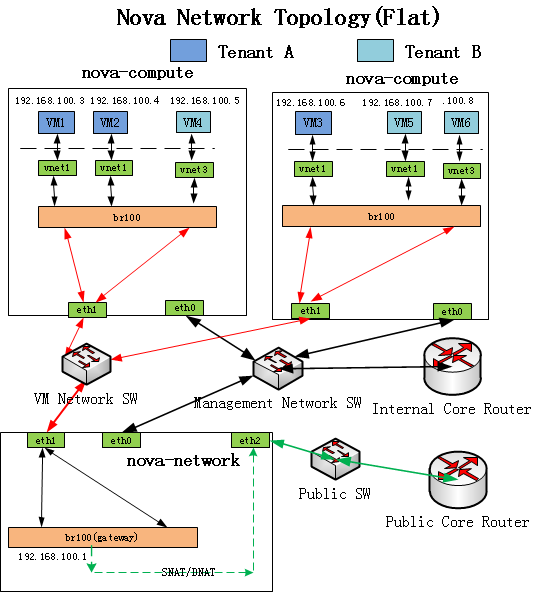 Nova Network Topology(Flat)
Tenant A
Tenant B
nova-compute
nova-compute
192.168.100.3
192.168.100.4
192.168.100.5
192.168.100.6
192.168.100.7
.100.8
VM1
VM2
VM4
VM3
VM5
VM6
vnet1
vnet1
vnet3
vnet1
vnet1
vnet3
br100
br100
eth1
eth0
eth1
eth0
VM Network SW
Management Network SW
Internal Core Router
eth1
eth0
eth2
nova-network
Public SW
Public Core Router
br100(gateway)
192.168.100.1
SNAT/DNAT